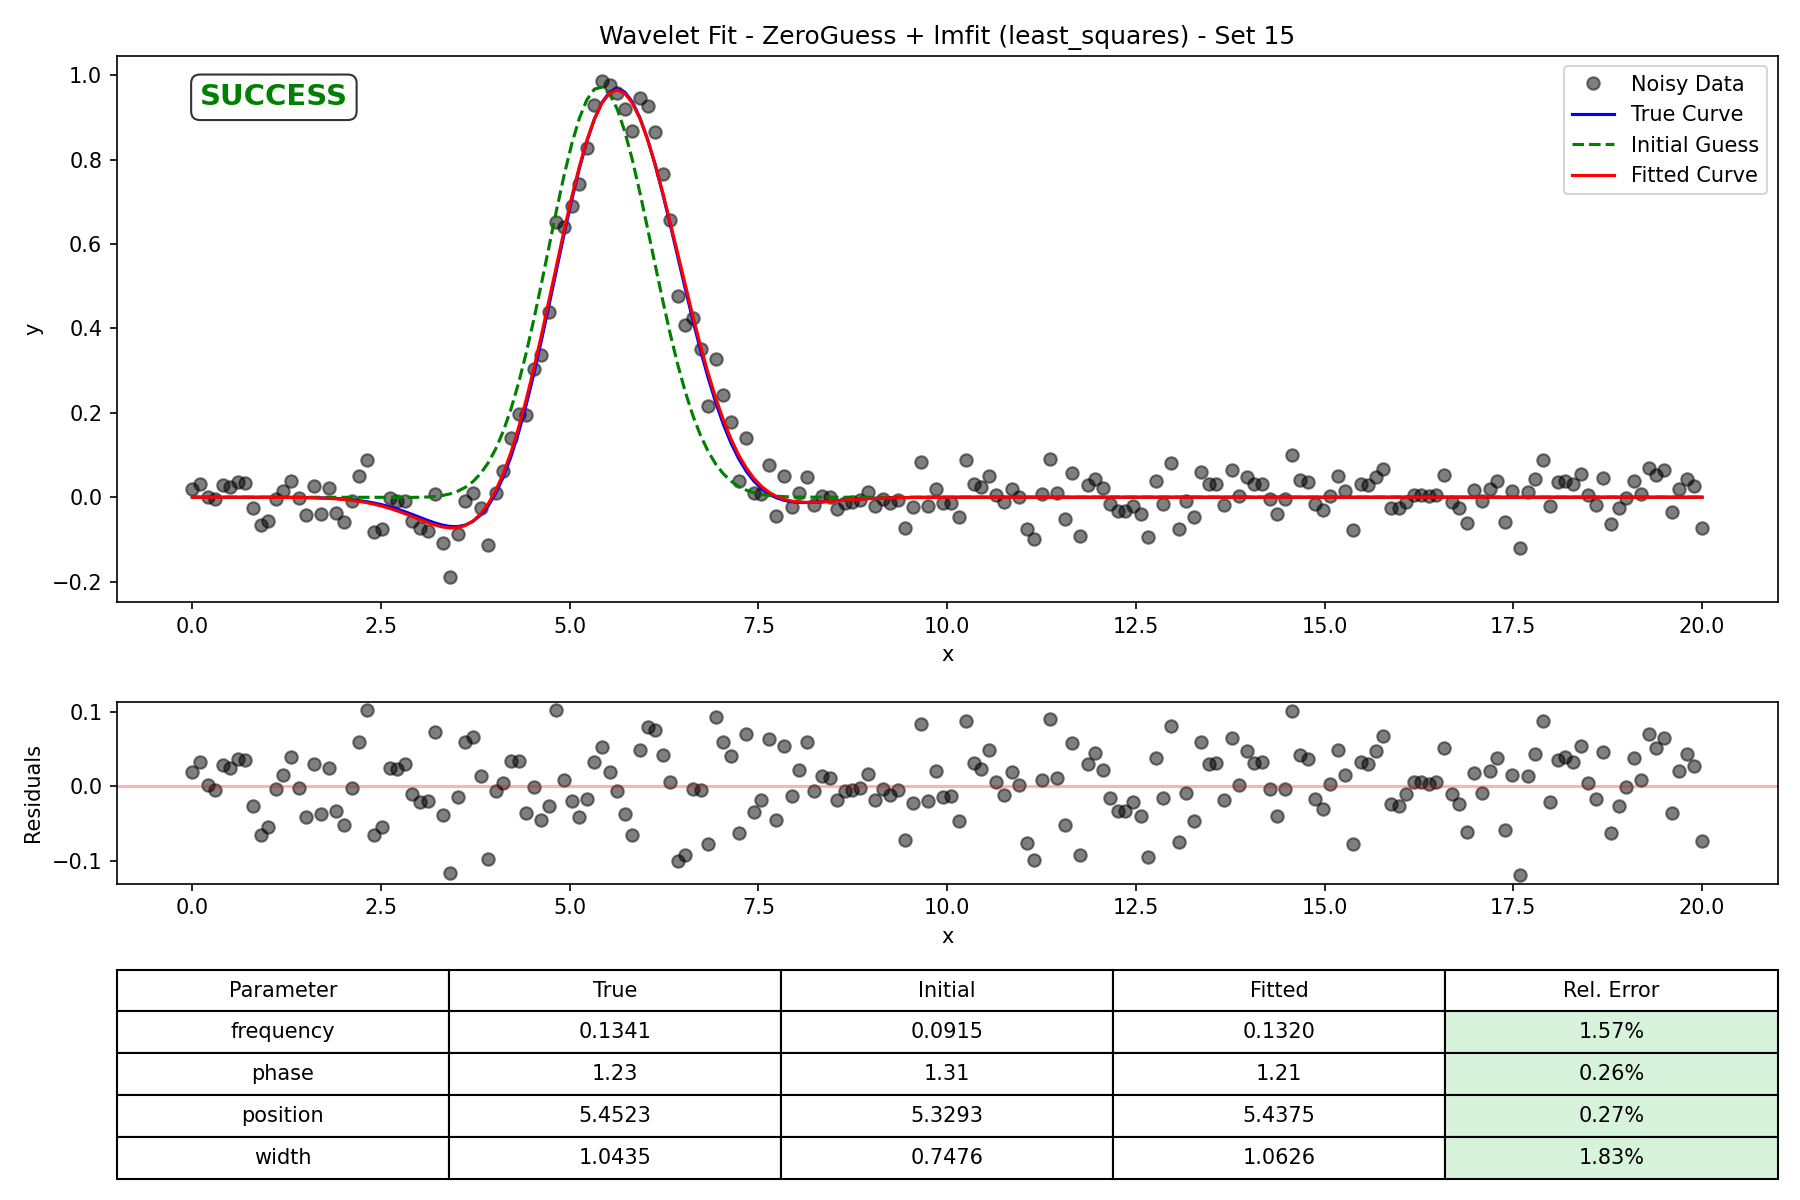 Wavelet Fit - ZeroGuess + lmfit (least_squares) - Set 15
SUCCESS
Noisy Data
True Curve
Initial Guess
Fitted Curve
1.0
0.8
0.6
0.4
0.2
0.0
−0.2
y
0.0 2.5 5.0 7.5 10.0 12.5 15.0 17.5 20.0
x
0.1
0.0
−0.1
Residuals
0.0 2.5 5.0 7.5 10.0 12.5 15.0 17.5 20.0
x
Parameter True Initial Fitted Rel. Error
frequency 0.1341 0.0915 0.1320 1.57%
phase 1.23 1.31 1.21 0.26%
position 5.4523 5.3293 5.4375 0.27%
width 1.0435 0.7476 1.0626 1.83%